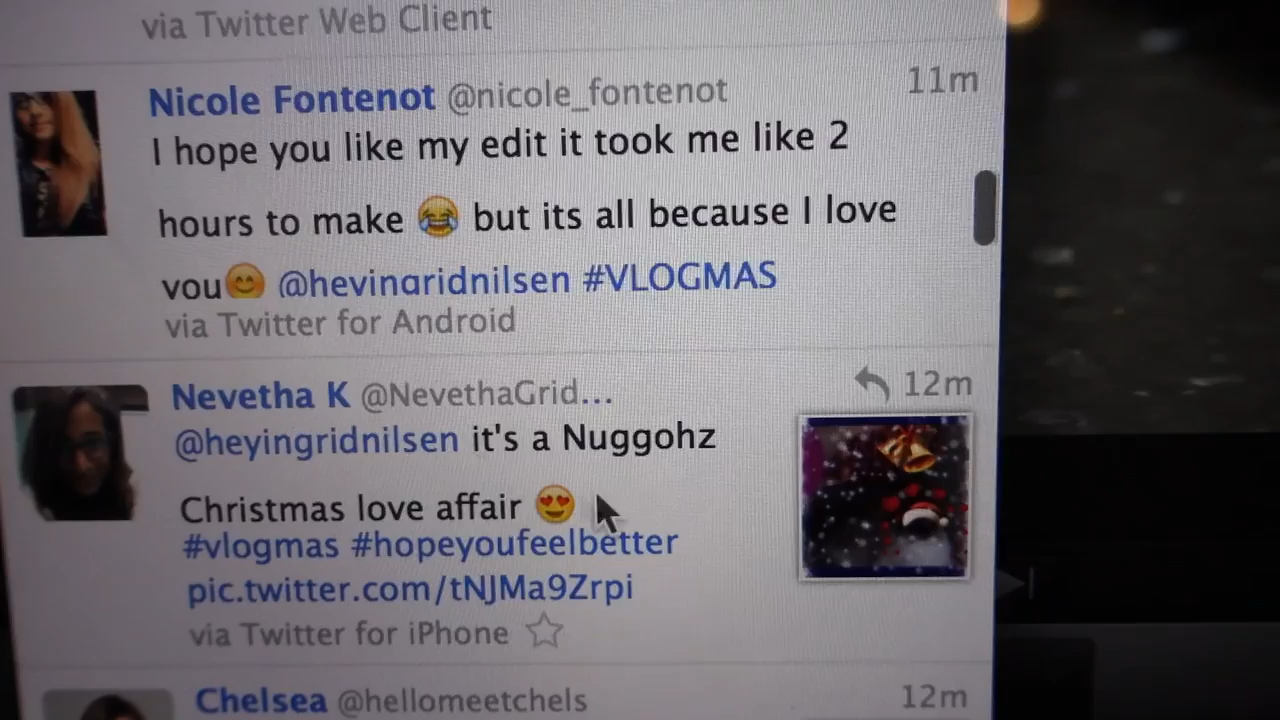 via Twitter Web Client
Nicole Fontenot @nicole_fontenot 11m
I hope you like my edit it took me like 2
hours to make 😂 but its all because I love
you😊 @hevinaridnilsen #VLOGMAS
via Twitter for Android
Nevetha K @NevethaGrid... 12m
@heyingridnilsen it's a Nuggohz
Christmas love affair 😍
#vlogmas #hopeyoufeelbetter
pic.twitter.com/tNJMa9Zrpi
via Twitter for iPhone
Chelsea @hellomeetchels 12m